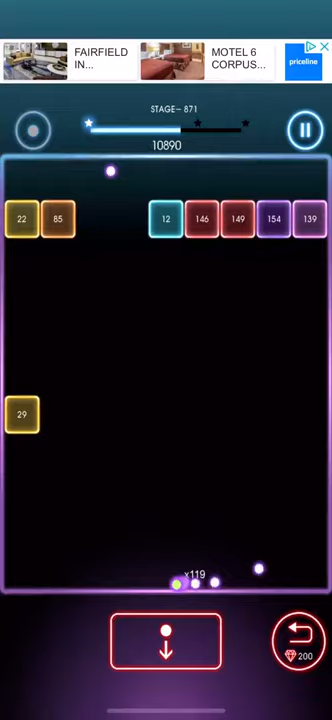 FAIRFIELD
IN...
MOTEL 6
CORPUS...
priceline
STAGE- 871
10890
22
85
12
146
149
154
139
29
x119
200